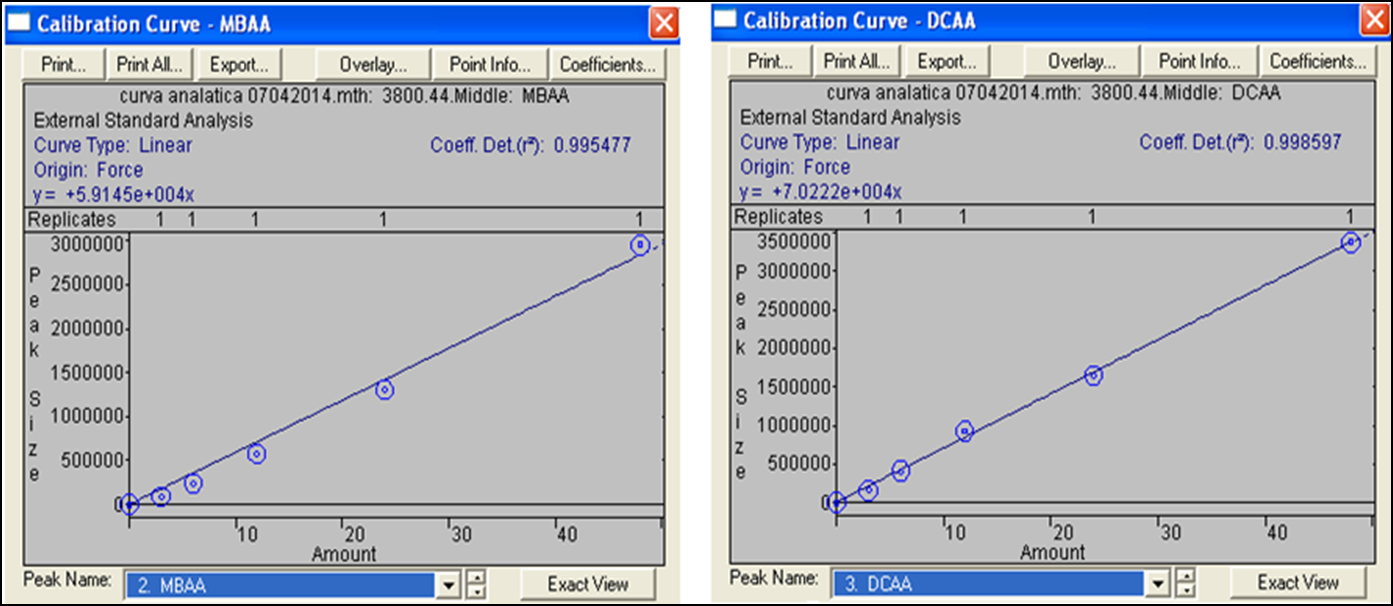 Calibration Curve - MBAA
Print... Print All... Export... Overlay... Point Info... Coefficients...
curva analatica 07042014.mth: 3800.44.Middle: MBAA
External Standard Analysis
Curve Type: Linear Coeff. Det.(r²): 0.995477
Origin: Force
y = +5.9145e+004x
Replicates 1 1 1 1 1
3000000
2500000
2000000
1500000
1000000
500000
0
Peak Size
10 20 30 40
Amount
Peak Name: 2. MBAA Exact View
Calibration Curve - DCAA
Print... Print All... Export... Overlay... Point Info... Coefficients...
curva analatica 07042014.mth: 3800.44.Middle: DCAA
External Standard Analysis
Curve Type: Linear Coeff. Det.(r²): 0.998597
Origin: Force
y = +7.0222e+004x
Replicates 1 1 1 1 1
3500000
3000000
2500000
2000000
1500000
1000000
500000
0
Peak Size
10 20 30 40
Amount
Peak Name: 3. DCAA Exact View